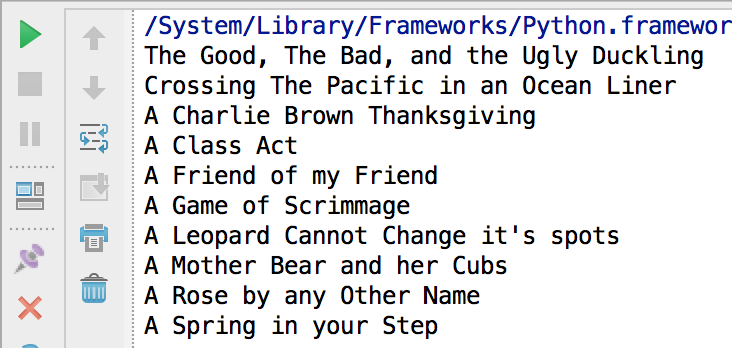 /System/Library/Frameworks/Python.framewor
The Good, The Bad, and the Ugly Duckling
Crossing The Pacific in an Ocean Liner
A Charlie Brown Thanksgiving
A Class Act
A Friend of my Friend
A Game of Scrimmage
A Leopard Cannot Change it's spots
A Mother Bear and her Cubs
A Rose by any Other Name
A Spring in your Step